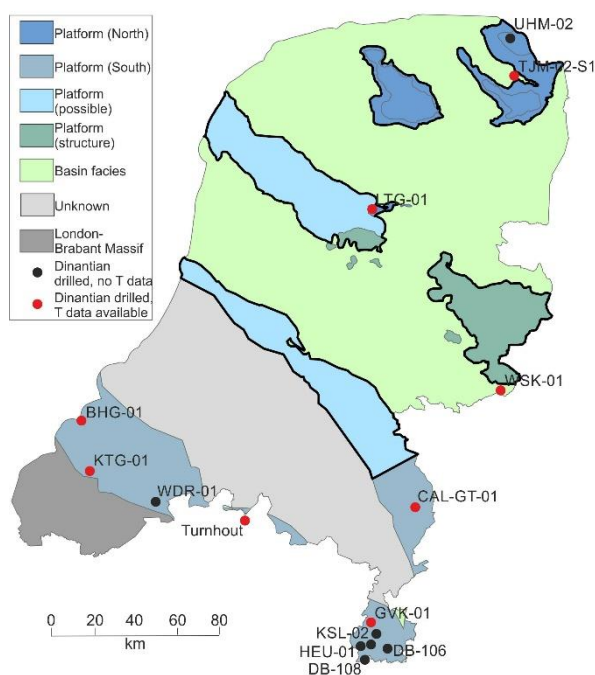 Platform (North)
Platform (South)
Platform
(possible)
Platform
(structure)
Basin facies
Unknown
London-
Brabant Massif
Dinantian
drilled, no T data
Dinantian drilled,
T data available
UHM-02
TJM-02-S1
LTG-01
WSK-01
BHG-01
KTG-01
WDR-01
Turnhout
CAL-GT-01
GVK-01
KSL-02
HEU-01
DB-106
DB-108
0 20 40 60 80
km